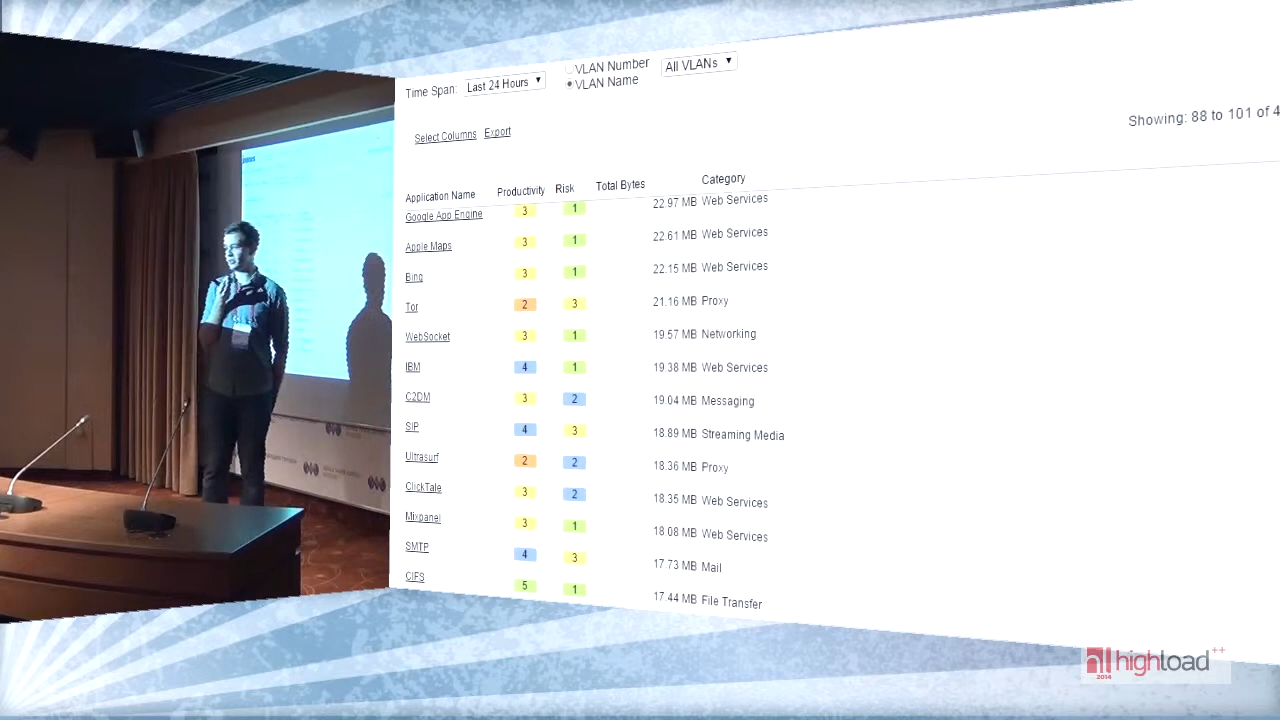 Time Span: Last 24 Hours ▼ VLAN Number All VLANs ▼
VLAN Name
Select Columns Export
Showing: 88 to 101 of 4
Application Name Productivity Risk Total Bytes Category
Google App Engine 3 1 22.97 MB Web Services
Apple Maps 3 1 22.61 MB Web Services
Bing 3 1 22.15 MB Web Services
Tor 2 3 21.16 MB Proxy
WebSocket 3 1 19.57 MB Networking
IBM 4 1 19.38 MB Web Services
C2DM 3 2 19.04 MB Messaging
SIP 4 3 18.89 MB Streaming Media
Ultrasurf 2 2 18.36 MB Proxy
ClickTale 3 2 18.35 MB Web Services
Mixpanel 3 1 18.08 MB Web Services
SMTP 4 3 17.73 MB Mail
CIFS 5 1 17.44 MB File Transfer
highload++
2014